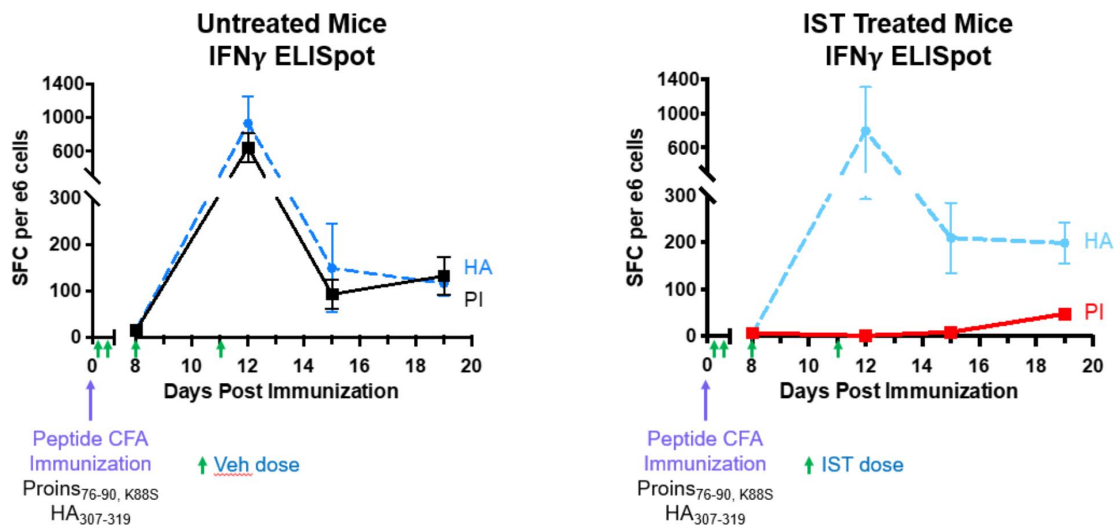 Untreated Mice
IFNγ ELISpot
SFC per e6 cells
1400
1000
600
300
200
100
0
HA
PI
0 8 10 12 14 16 18 20
Days Post Immunization
Peptide CFA
Immunization
Veh dose
Proins76-90, K88S
HA307-319
IST Treated Mice
IFNγ ELISpot
SFC per e6 cells
1400
1000
600
300
200
100
0
HA
PI
0 8 10 12 14 16 18 20
Days Post Immunization
Peptide CFA
Immunization
IST dose
Proins76-90, K88S
HA307-319